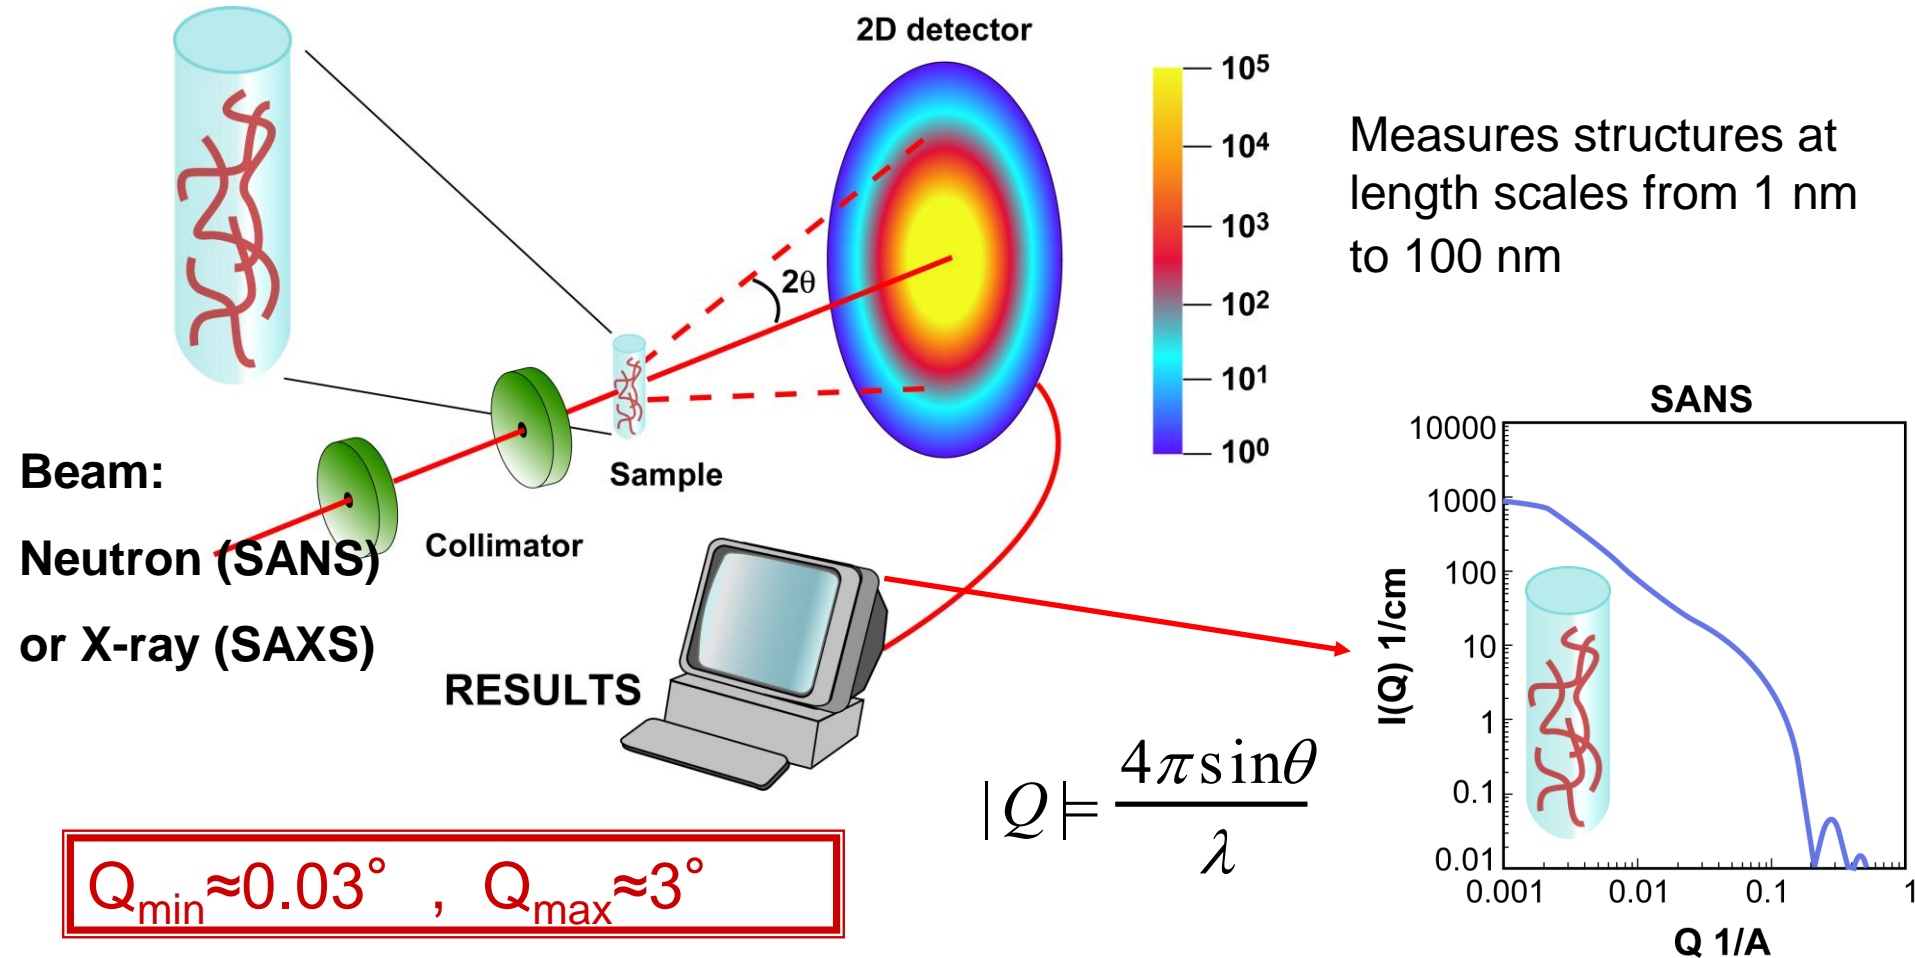 2D detector
10⁵
10⁴
10³
10²
10¹
10⁰
Measures structures at
length scales from 1 nm
to 100 nm
2θ
Sample
Collimator
Beam:
Neutron (SANS)
or X-ray (SAXS)
RESULTS
|Q|= 4πsinθ
λ
Qmin≈0.03° , Qmax≈3°
SANS
I(Q) 1/cm
10000
1000
100
10
1
0.1
0.01
0.001 0.01 0.1 1
Q 1/A